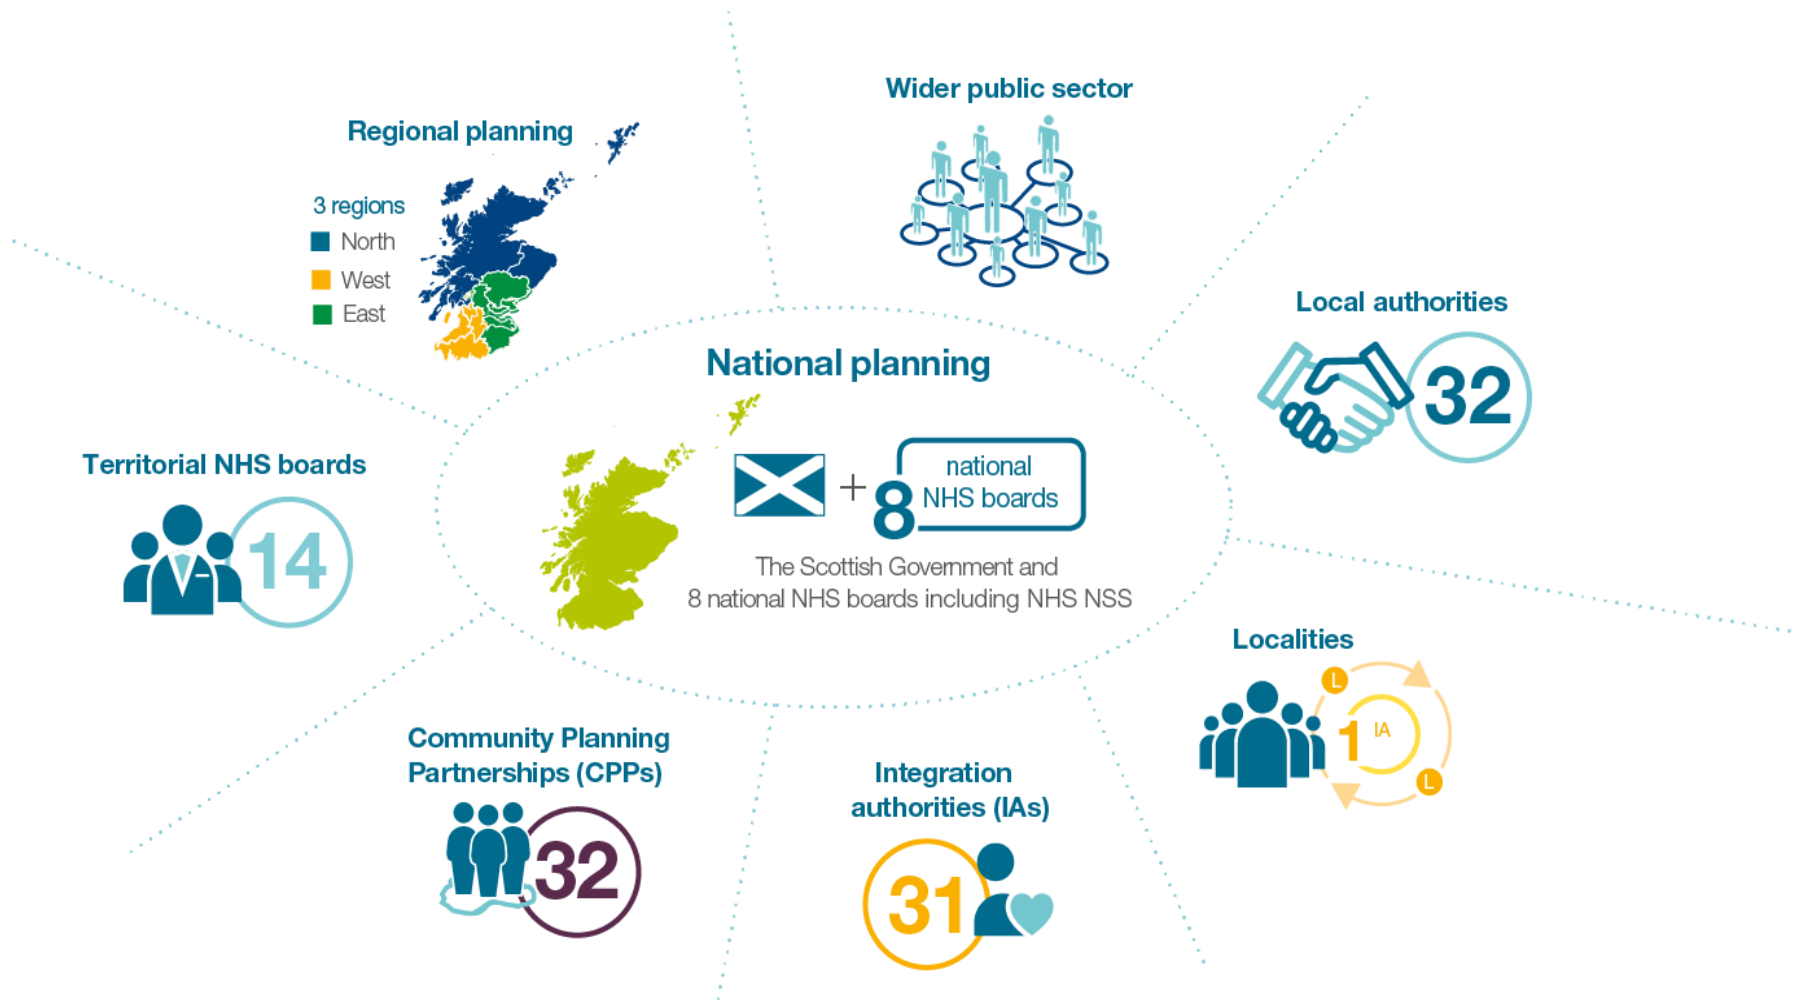 Wider public sector
Regional planning
3 regions
North
West
East
Local authorities
32
National planning
8
national
NHS boards
+
The Scottish Government and
8 national NHS boards including NHS NSS
Territorial NHS boards
14
Localities
L
1 IA
L
Community Planning
Partnerships (CPPs)
32
Integration
authorities (IAs)
31